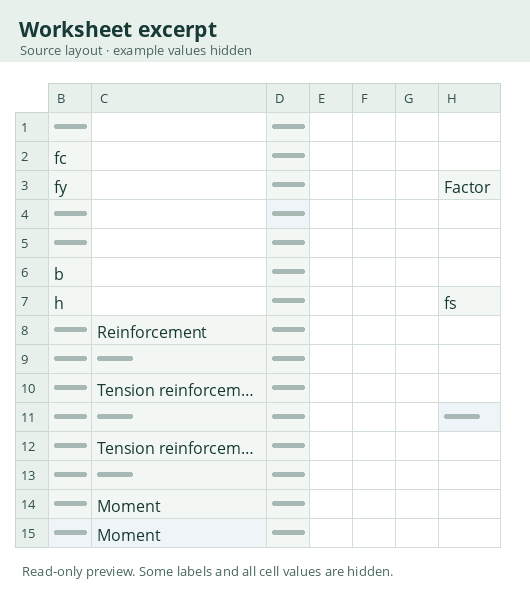 Worksheet excerpt
Source layout · example values hidden
B C D E F G H
1
2 fc
3 fy Factor
4
5
6 b
7 h fs
8 Reinforcement
9
10 Tension reinforcem...
11
12 Tension reinforcem...
13
14 Moment
15 Moment
Read-only preview. Some labels and all cell values are hidden.